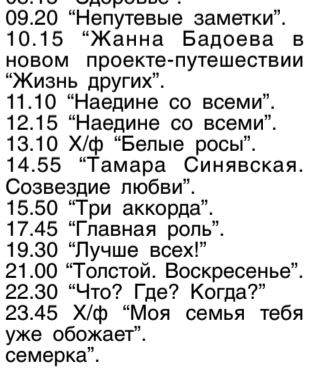 08.15 "Здоровье".
09.20 "Непутевые заметки".
10.15 "Жанна Бадоева в
новом проекте-путешествии
"Жизнь других".
11.10 "Наедине со всеми".
12.15 "Наедине со всеми".
13.10 Х/ф "Белые росы".
14.55 "Тамара Синявская.
Созвездие любви".
15.50 "Три аккорда".
17.45 "Главная роль".
19.30 "Лучше всех!"
21.00 "Толстой. Воскресенье".
22.30 "Что? Где? Когда?"
23.45 Х/ф "Моя семья тебя
уже обожает".
семерка".